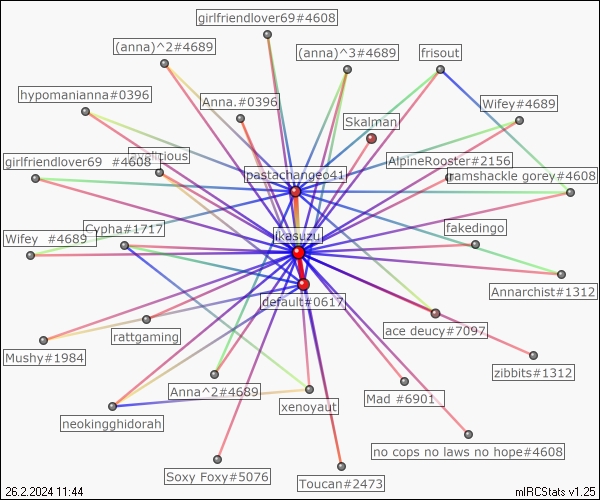 girlfriendlover69#4608
(anna)^2#4689
(anna)^3#4689
frisout
hypomanianna#0396
Anna.#0396
Wifey#4689
Skalman
girlfriendlover69 #4608
AlpineRooster#2156
pastachangeo41
ramshackle gorey#4608
Cypha#1717
Wifey #4689
ikasuzu
fakedingo
Annarchist#1312
default#0617
rattgaming
ace deucy#7097
Mushy#1984
zibbits#1312
Anna^2#4689
xenoyaut
Mad #6901
neokingghidorah
no cops no laws no hope#4608
Soxy Foxy#5076
Toucan#2473
26.2.2024 11:44
mIRCStats v1.25